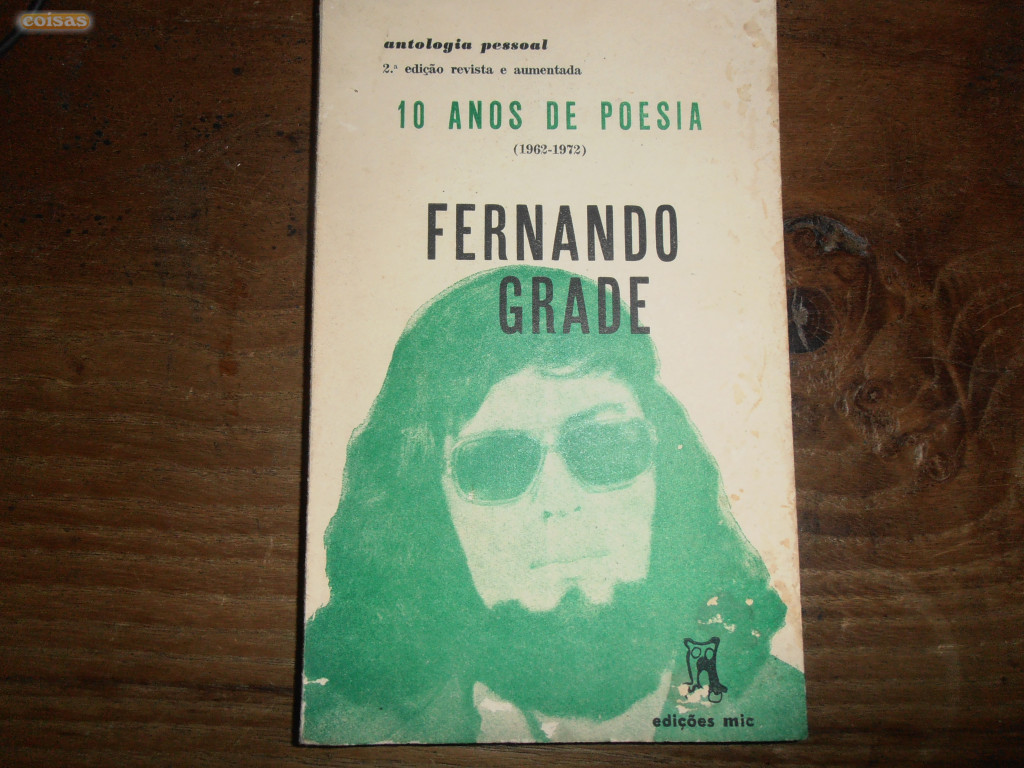 coisas
antologia pessoal
2.ª edição revista e aumentada
10 ANOS DE POESIA
(1962-1972)
FERNANDO
GRADE
edições mic